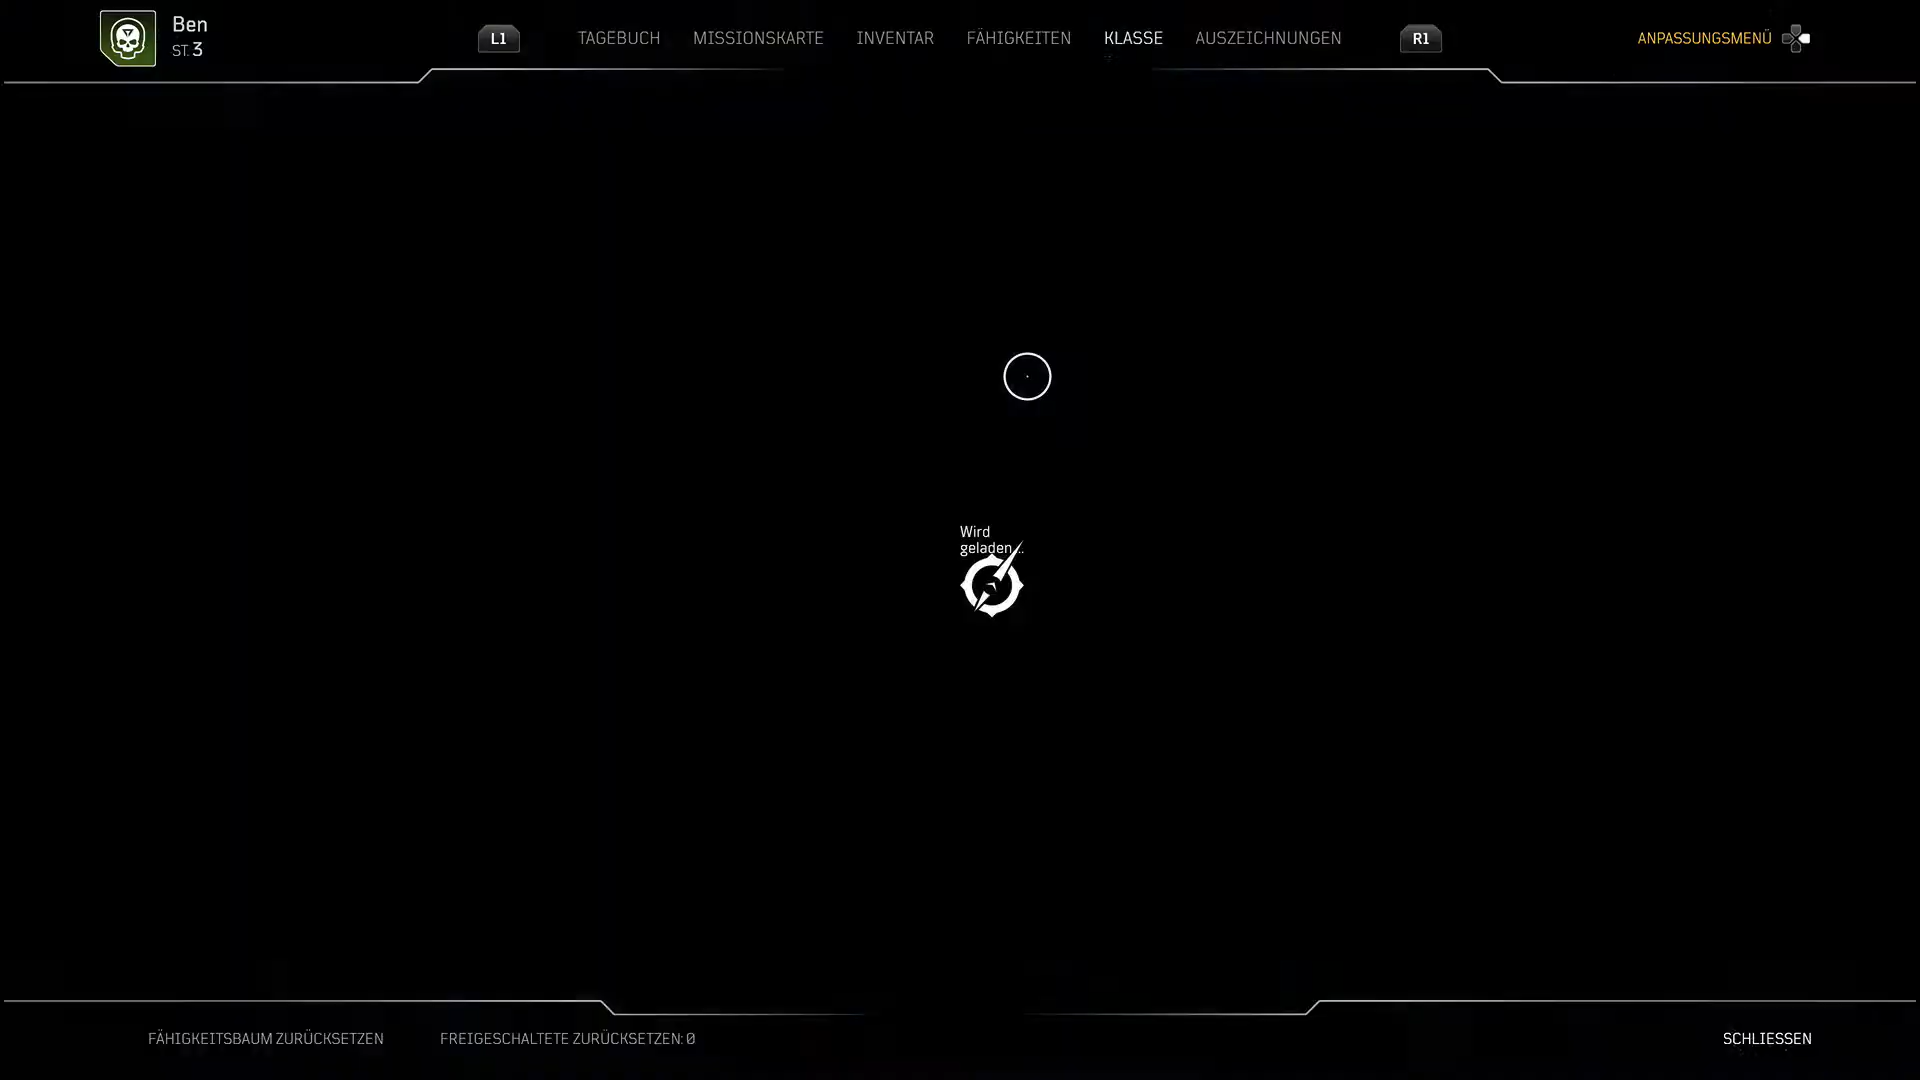 Ben
ST. 3
L1
TAGEBUCH
MISSIONSKARTE
INVENTAR
FÄHIGKEITEN
KLASSE
AUSZEICHNUNGEN
R1
ANPASSUNGSMENÜ
Wird
geladen...
FÄHIGKEITSBAUM ZURÜCKSETZEN
FREIGESCHALTETE ZURÜCKSETZEN: 0
SCHLIESSEN